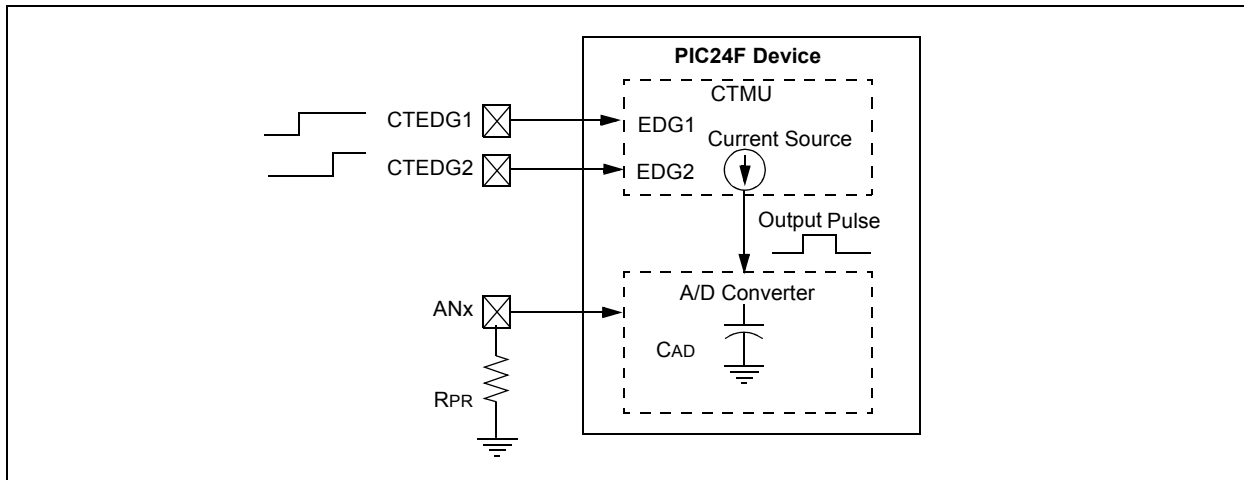 PIC24F Device
CTMU
CTEDG1
EDG1
Current Source
CTEDG2
EDG2
Output Pulse
A/D Converter
ANx
CAD
RPR